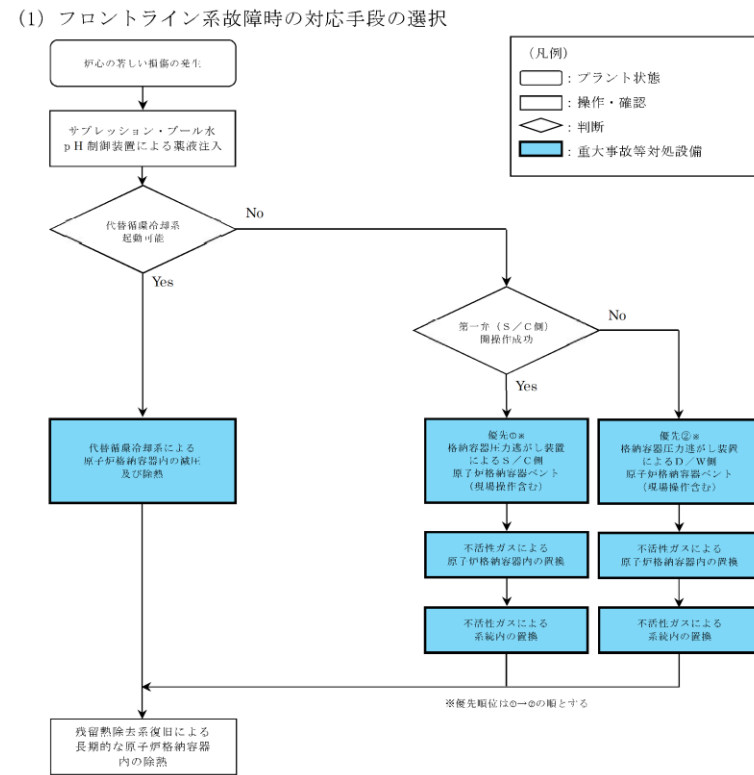 (1) フロントライン系故障時の対応手段の選択
炉心の著しい損傷の発生
(凡例)
:プラント状態
:操作・確認
:判断
:重大事故等対処設備
サプレッション・プール水
pH制御装置による薬液注入
代替循環冷却系
起動可能
No
Yes
第一弁(S/C側)
開操作成功
No
Yes
代替循環冷却系による
原子炉格納容器内の減圧
及び除熱
優先①※
格納容器圧力逃がし装置
によるS/C側
原子炉格納容器ベント
(現場操作含む)
優先②※
格納容器圧力逃がし装置
によるD/W側
原子炉格納容器ベント
(現場操作含む)
不活性ガスによる
原子炉格納容器内の置換
不活性ガスによる
原子炉格納容器内の置換
不活性ガスによる
系統内の置換
不活性ガスによる
系統内の置換
※優先順位は①→②の順とする
残留熱除去系復旧による
長期的な原子炉格納容器
内の除熱